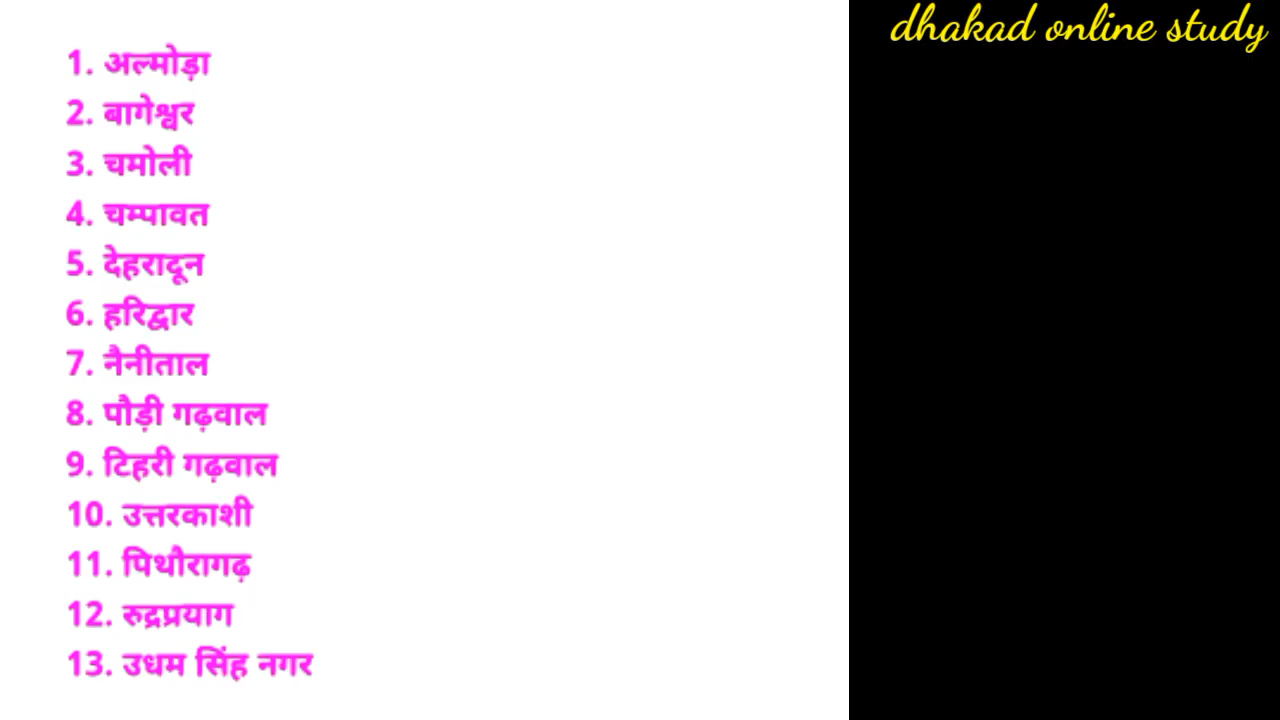 dhakad online study
1. अल्मोड़ा
2. बागेश्वर
3. चमोली
4. चम्पावत
5. देहरादून
6. हरिद्वार
7. नैनीताल
8. पौड़ी गढ़वाल
9. टिहरी गढ़वाल
10. उत्तरकाशी
11. पिथौरागढ़
12. रुद्रप्रयाग
13. उधम सिंह नगर